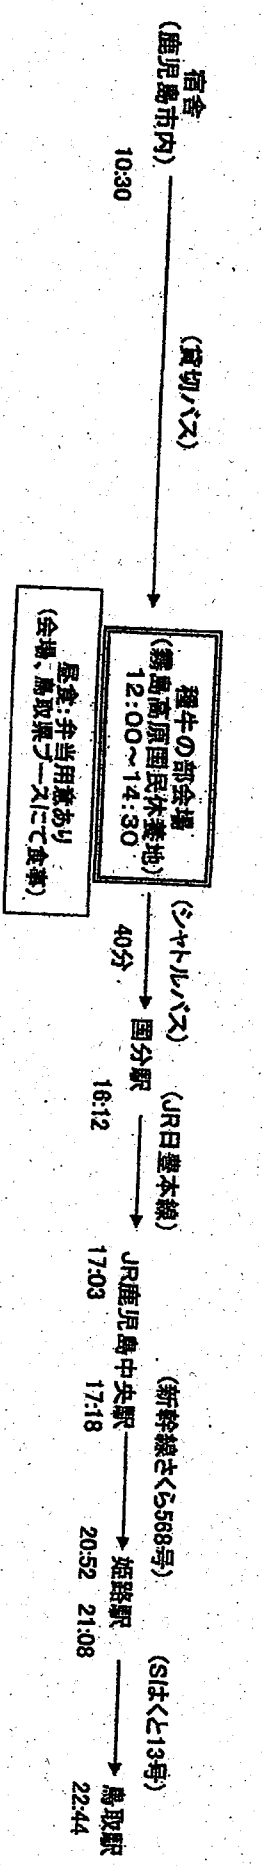 宿舎
(鹿児島市内)
10:30
(貸切バス)
種牛の部会場
(霧島高原国民休養地)
12:00～14:30
昼食:弁当用意あり
(会場、鳥取県ブースにて食事)
(シャトルバス)
40分
国分駅
16:12
(JR日豊本線)
JR鹿児島中央駅
17:03 17:18
(新幹線さくら568号)
姫路駅
20:52 21:08
(Sはくと13号)
鳥取駅
22:44